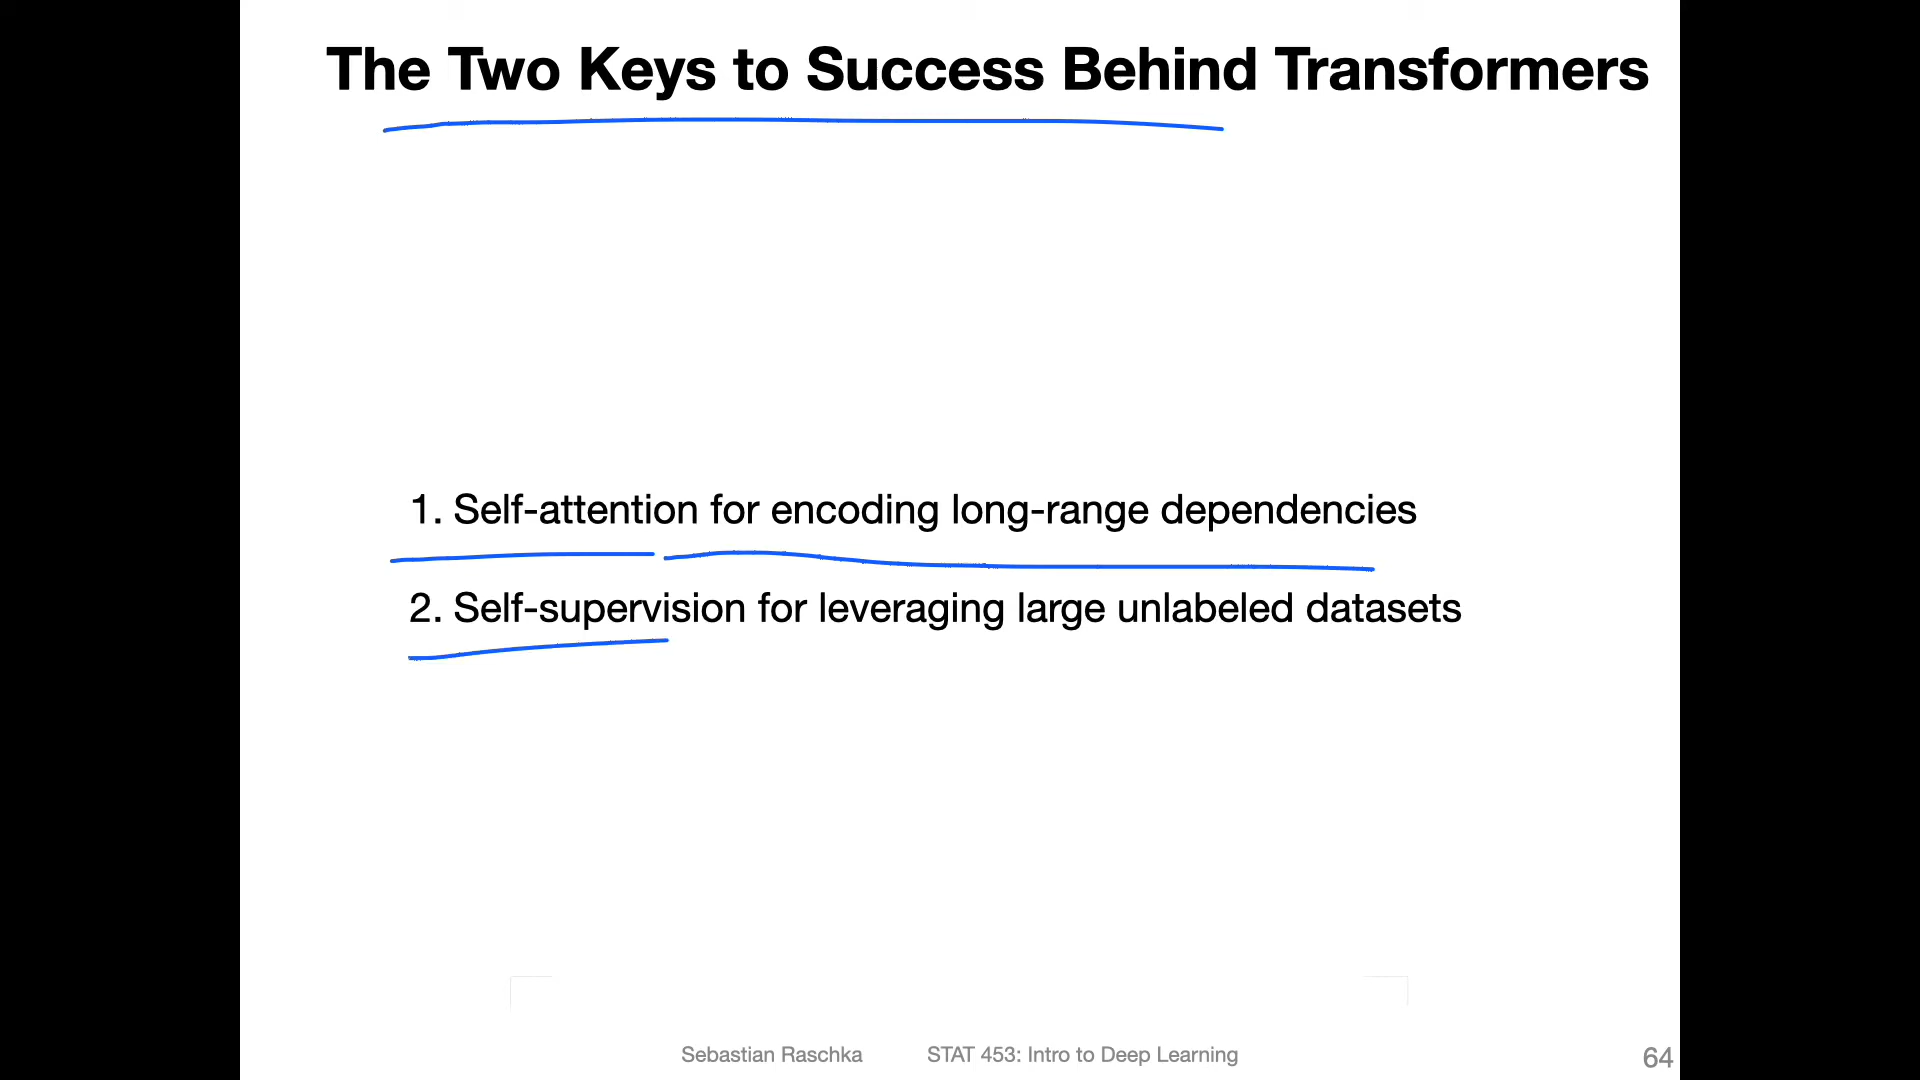 The Two Keys to Success Behind Transformers
1. Self-attention for encoding long-range dependencies
2. Self-supervision for leveraging large unlabeled datasets
Sebastian Raschka STAT 453: Intro to Deep Learning 64